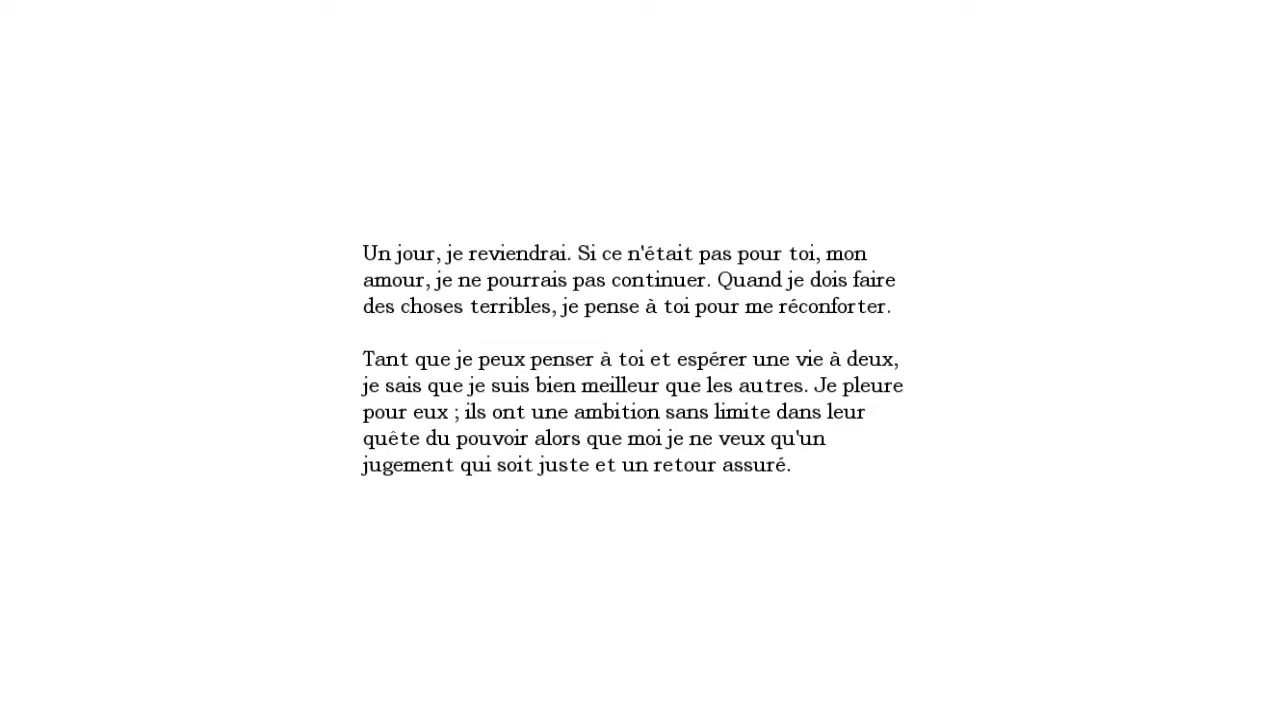 Un jour, je reviendrai. Si ce n'était pas pour toi, mon
amour, je ne pourrais pas continuer. Quand je dois faire
des choses terribles, je pense à toi pour me réconforter.
Tant que je peux penser à toi et espérer une vie à deux,
je sais que je suis bien meilleur que les autres. Je pleure
pour eux ; ils ont une ambition sans limite dans leur
quête du pouvoir alors que moi je ne veux qu'un
jugement qui soit juste et un retour assuré.